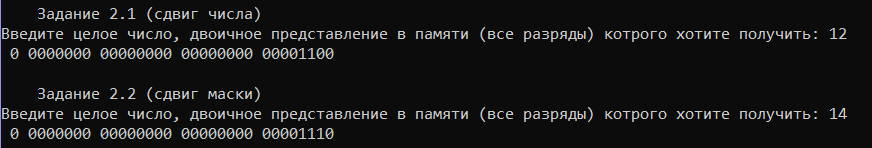 Задание 2.1 (сдвиг числа)
Введите целое число, двоичное представление в памяти (все разряды) котрого хотите получить: 12
0 0000000 00000000 00000000 00001100
Задание 2.2 (сдвиг маски)
Введите целое число, двоичное представление в памяти (все разряды) котрого хотите получить: 14
0 0000000 00000000 00000000 00001110